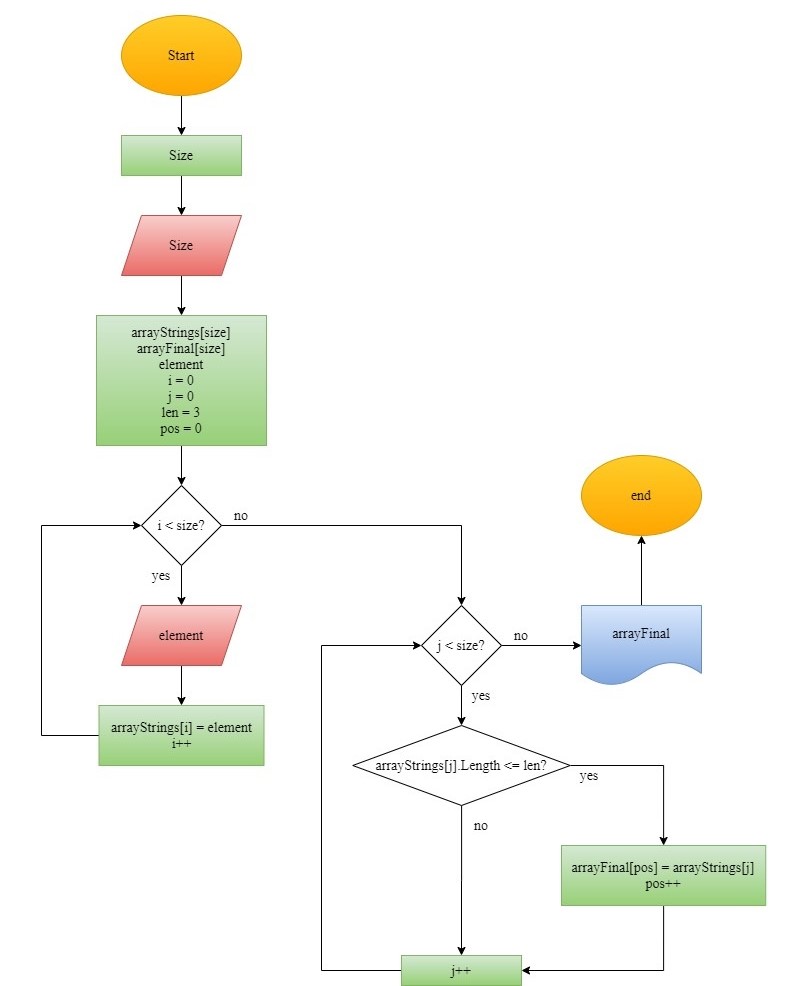 Start
Size
Size
arrayStrings[size]
arrayFinal[size]
element
i = 0
j = 0
len = 3
pos = 0
i < size?
no
yes
element
arrayStrings[i] = element
i++
j < size?
no
yes
arrayFinal
end
arrayStrings[j].Length <= len?
yes
no
arrayFinal[pos] = arrayStrings[j]
pos++
j++